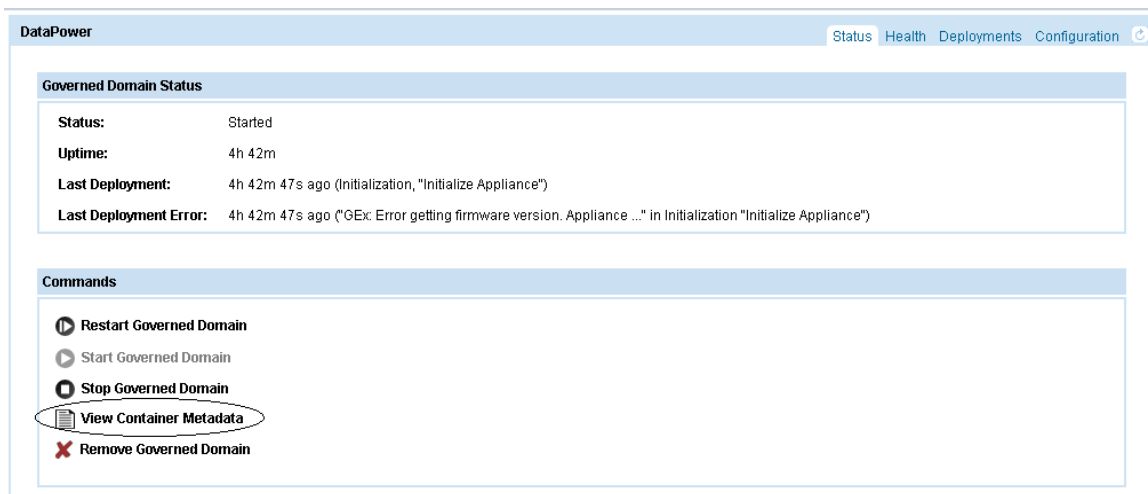 DataPower
Status Health Deployments Configuration
Governed Domain Status
Status: Started
Uptime: 4h 42m
Last Deployment: 4h 42m 47s ago (Initialization, "Initialize Appliance")
Last Deployment Error: 4h 42m 47s ago ("GEx: Error getting firmware version. Appliance ..." in Initialization "Initialize Appliance")
Commands
Restart Governed Domain
Start Governed Domain
Stop Governed Domain
View Container Metadata
Remove Governed Domain